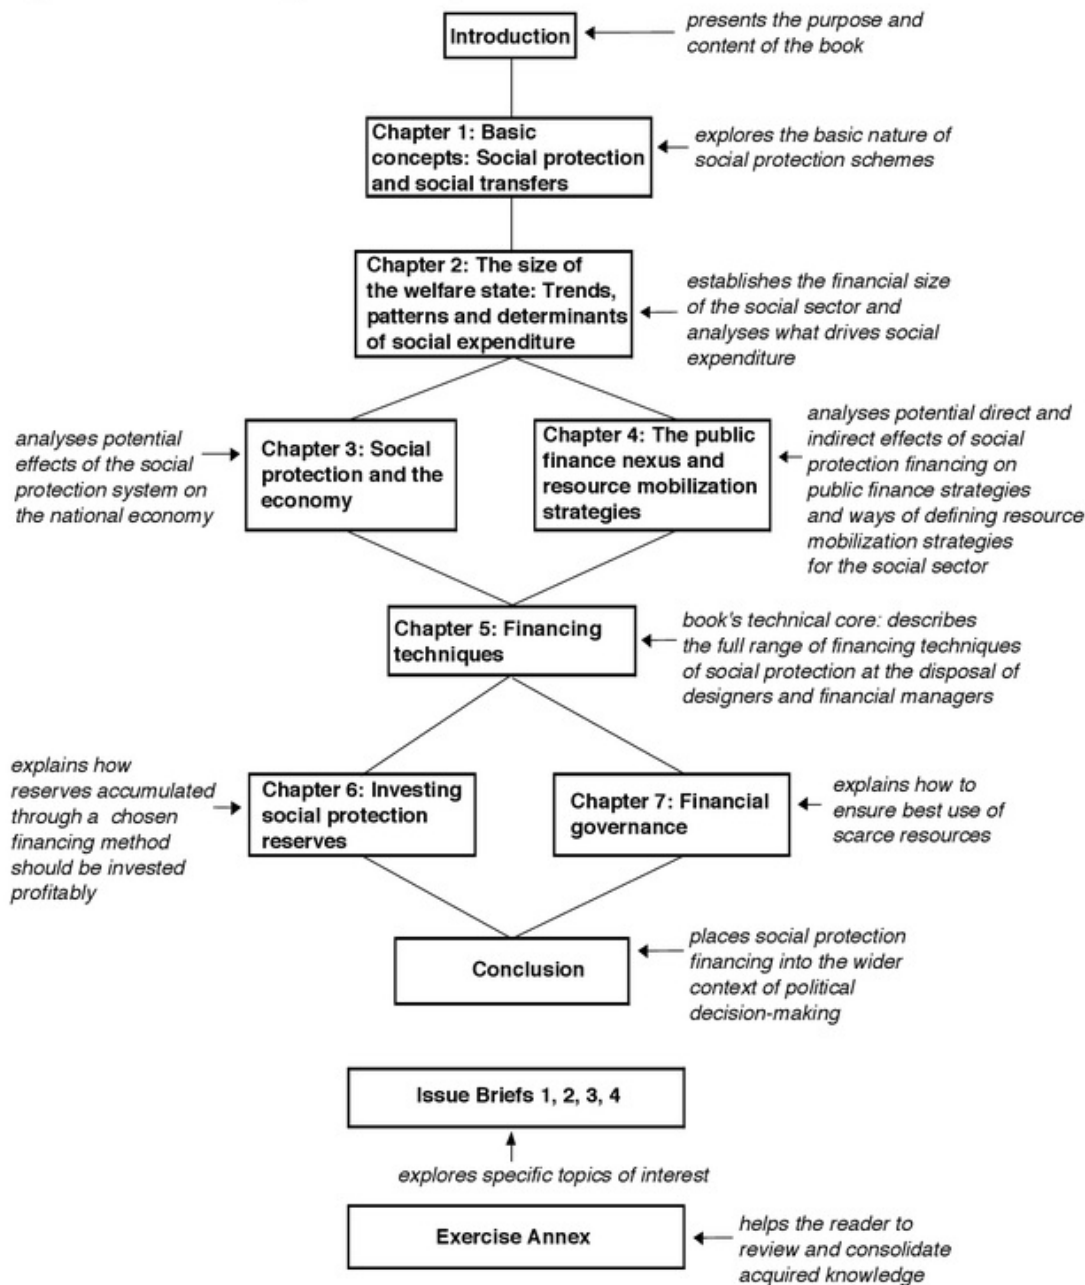 Introduction
presents the purpose and
content of the book
Chapter 1: Basic
concepts: Social protection
and social transfers
explores the basic nature of
social protection schemes
Chapter 2: The size of
the welfare state: Trends,
patterns and determinants
of social expenditure
establishes the financial size
of the social sector and
analyses what drives social
expenditure
analyses potential
effects of the social
protection system on
the national economy
Chapter 3: Social
protection and the
economy
Chapter 4: The public
finance nexus and
resource mobilization
strategies
analyses potential direct and
indirect effects of social
protection financing on
public finance strategies
and ways of defining resource
mobilization strategies
for the social sector
Chapter 5: Financing
techniques
book's technical core: describes
the full range of financing techniques
of social protection at the disposal of
designers and financial managers
explains how
reserves accumulated
through a chosen
financing method
should be invested
profitably
Chapter 6: Investing
social protection
reserves
Chapter 7: Financial
governance
explains how to
ensure best use of
scarce resources
Conclusion
places social protection
financing into the wider
context of political
decision-making
Issue Briefs 1, 2, 3, 4
explores specific topics of interest
Exercise Annex
helps the reader to
review and consolidate
acquired knowledge